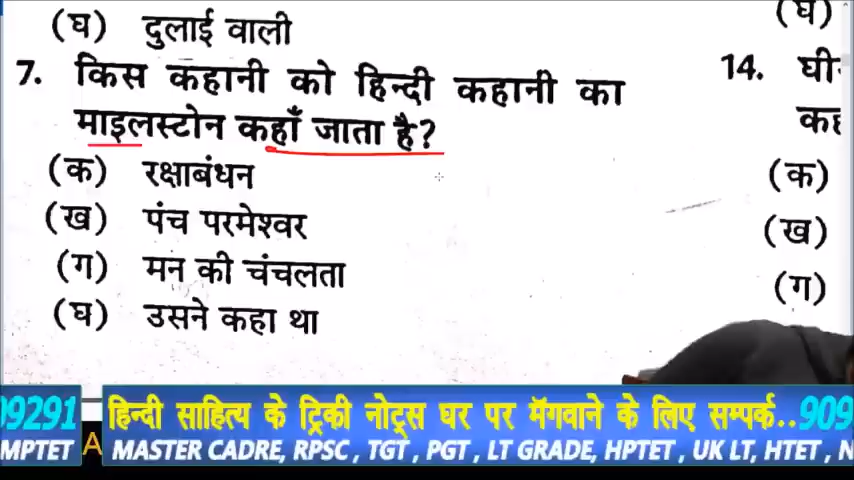 (घ) दुलाई वाली
7. किस कहानी को हिन्दी कहानी का
माइलस्टोन कहाँ जाता है?
(क) रक्षाबंधन
(ख) पंच परमेश्वर
(ग) मन की चंचलता
(घ) उसने कहा था
(घ)
14.
(क)
(ख)
(ग)
09291 हिन्दी साहित्य के ट्रिकी नोट्स घर पर मँगवाने के लिए सम्पर्क.. 909
MPTET A MASTER CADRE, RPSC , TGT , PGT , LT GRADE, HPTET , UK LT, HTET , N